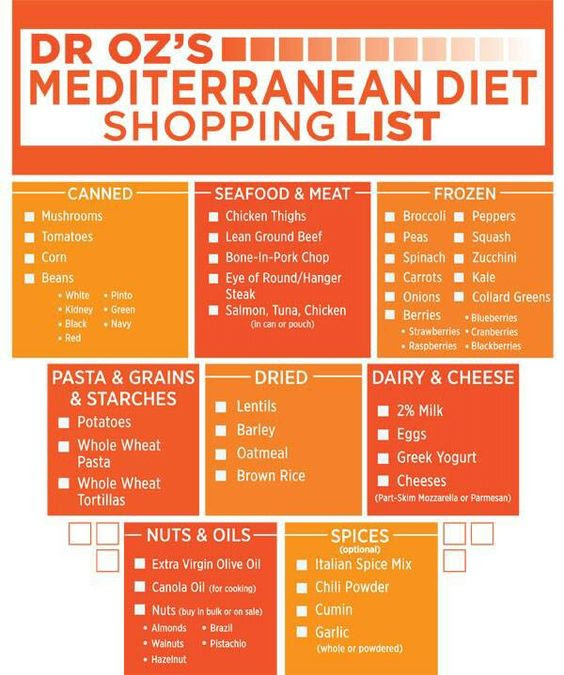 DR OZ'S
MEDITERRANEAN DIET
SHOPPING LIST
CANNED
Mushrooms
Tomatoes
Corn
Beans
• White • Pinto
• Kidney • Green
• Black • Navy
• Red
SEAFOOD & MEAT
Chicken Thighs
Lean Ground Beef
Bone-In-Pork Chop
Eye of Round/Hanger
Steak
Salmon, Tuna, Chicken
(in can or pouch)
FROZEN
Broccoli Peppers
Peas Squash
Spinach Zucchini
Carrots Kale
Onions Collard Greens
Berries • Blueberries
• Strawberries • Cranberries
• Raspberries • Blackberries
PASTA & GRAINS
& STARCHES
Potatoes
Whole Wheat
Pasta
Whole Wheat
Tortillas
DRIED
Lentils
Barley
Oatmeal
Brown Rice
DAIRY & CHEESE
2% Milk
Eggs
Greek Yogurt
Cheeses
(Part-Skim Mozzarella or Parmesan)
NUTS & OILS
Extra Virgin Olive Oil
Canola Oil (for cooking)
Nuts (buy in bulk or on sale)
• Almonds • Brazil
• Walnuts • Pistachio
• Hazelnut
SPICES
(optional)
Italian Spice Mix
Chili Powder
Cumin
Garlic
(whole or powdered)